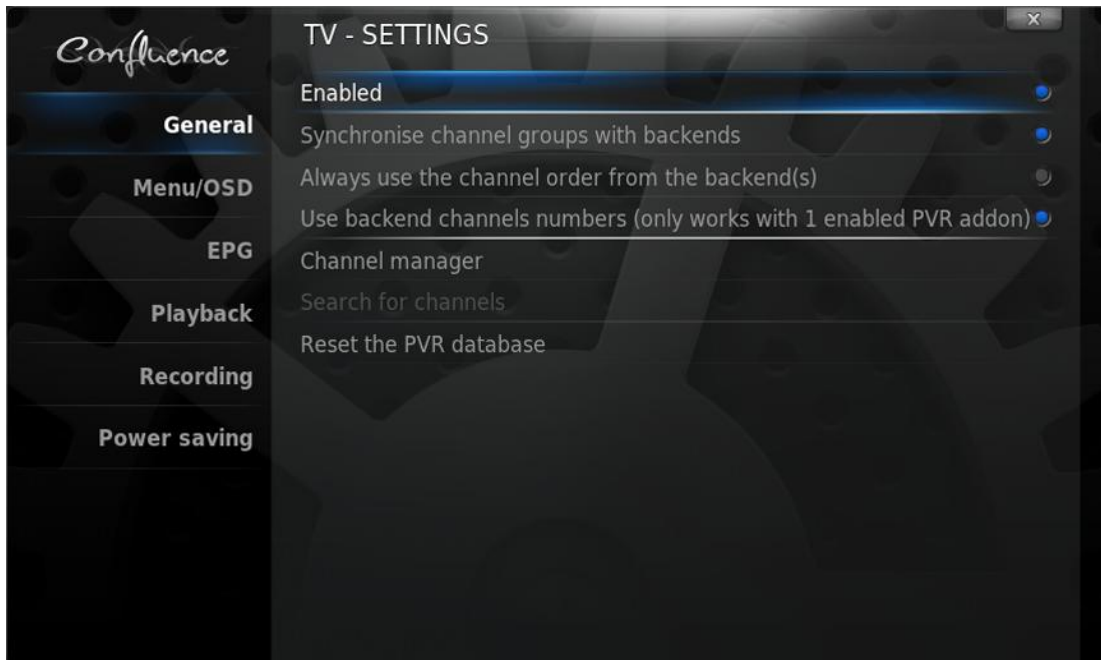 Confluence
TV - SETTINGS
X
General
Menu/OSD
EPG
Playback
Recording
Power saving
Enabled
Synchronise channel groups with backends
Always use the channel order from the backend(s)
Use backend channels numbers (only works with 1 enabled PVR addon)
Channel manager
Search for channels
Reset the PVR database